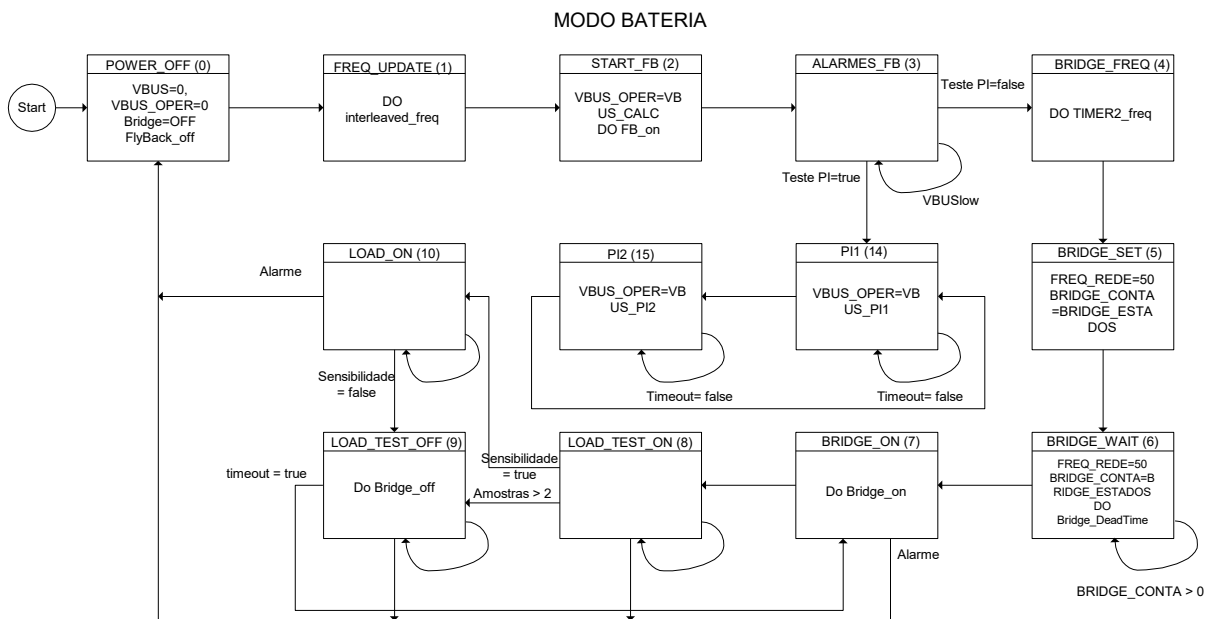 MODO BATERIA
Start
POWER_OFF (0)
VBUS=0,
VBUS_OPER=0
Bridge=OFF
FlyBack_off
FREQ_UPDATE (1)
DO
interleaved_freq
START_FB (2)
VBUS_OPER=VB
US_CALC
DO FB_on
ALARMES_FB (3)
Teste PI=false
BRIDGE_FREQ (4)
DO TIMER2_freq
Teste PI=true
VBUSlow
LOAD_ON (10)
Alarme
PI2 (15)
VBUS_OPER=VB
US_PI2
PI1 (14)
VBUS_OPER=VB
US_PI1
BRIDGE_SET (5)
FREQ_REDE=50
BRIDGE_CONTA
=BRIDGE_ESTA
DOS
Sensibilidade
= false
Timeout= false
Timeout= false
LOAD_TEST_OFF (9)
timeout = true
Do Bridge_off
Sensibilidade
= true
Amostras > 2
LOAD_TEST_ON (8)
BRIDGE_ON (7)
Do Bridge_on
Alarme
BRIDGE_WAIT (6)
FREQ_REDE=50
BRIDGE_CONTA=B
RIDGE_ESTADOS
DO
Bridge_DeadTime
BRIDGE_CONTA > 0